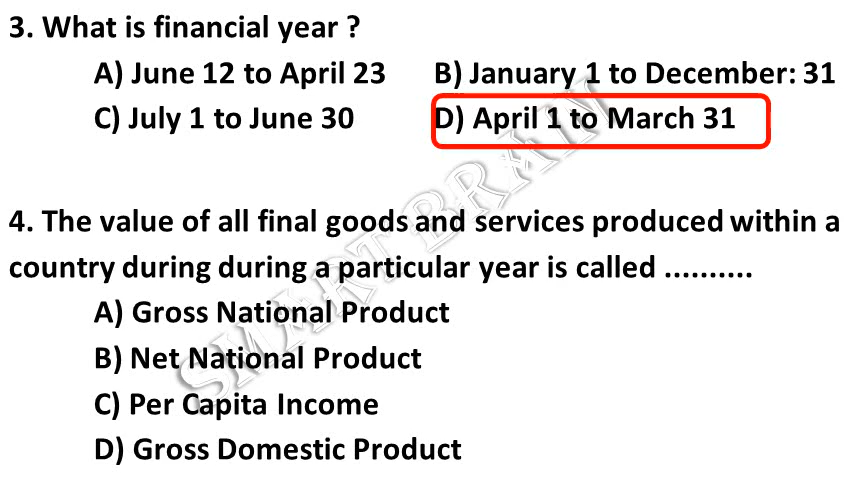 3. What is financial year ?
A) June 12 to April 23 B) January 1 to December: 31
C) July 1 to June 30 D) April 1 to March 31
4. The value of all final goods and services produced within a
country during during a particular year is called ..........
A) Gross National Product
B) Net National Product
C) Per Capita Income
D) Gross Domestic Product
SMART BRAIN